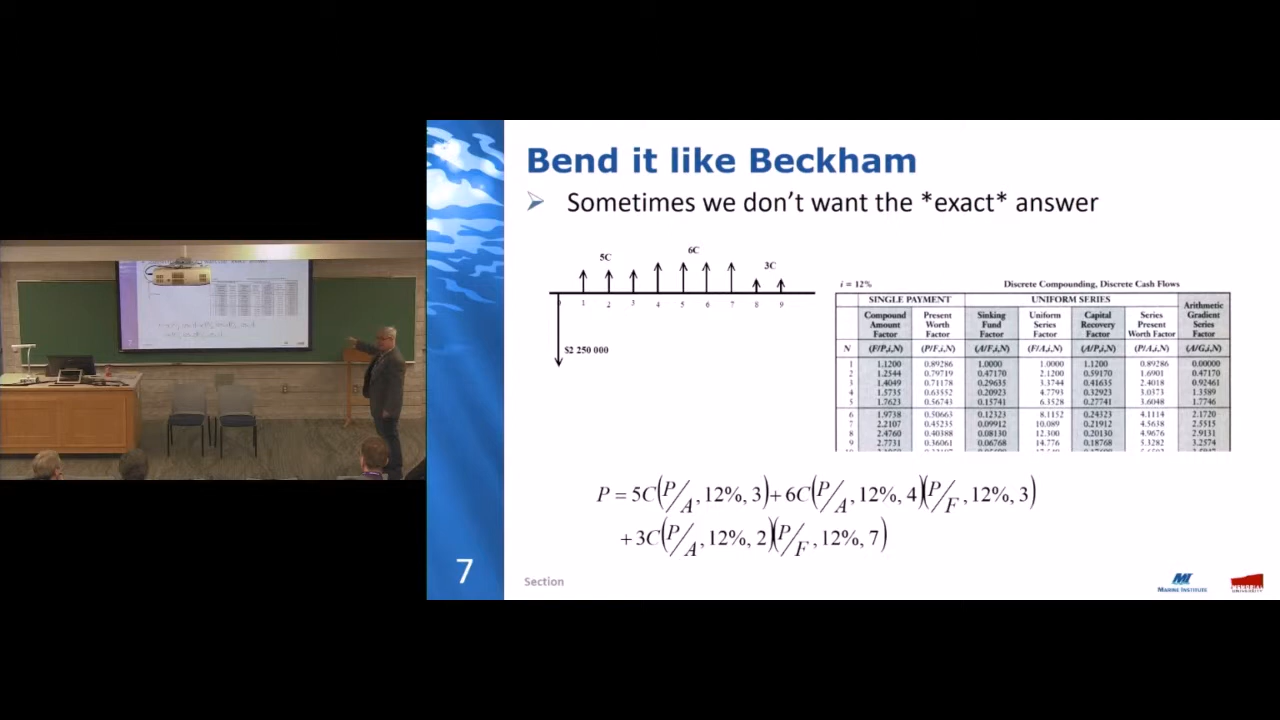 Bend it like Beckham
➢ Sometimes we don't want the *exact* answer
5C 6C 3C
0 1 2 3 4 5 6 7 8 9
$2 250 000
i = 12% Discrete Compounding, Discrete Cash Flows
SINGLE PAYMENT UNIFORM SERIES
Compound Amount Factor Present Worth Factor Sinking Fund Factor Uniform Series Factor Capital Recovery Factor Series Present Worth Factor Arithmetic Gradient Series Factor
N (F/P,i,N) (P/F,i,N) (A/F,i,N) (F/A,i,N) (A/P,i,N) (P/A,i,N) (A/G,i,N)
1 1.1200 0.89286 1.0000 1.0000 1.1200 0.89286 0.00000
2 1.2544 0.79719 0.47170 2.1200 0.59170 1.6901 0.47170
3 1.4049 0.71178 0.29635 3.3744 0.41635 2.4018 0.92461
4 1.5735 0.63552 0.20923 4.7793 0.32923 3.0373 1.3589
5 1.7623 0.56743 0.15741 6.3528 0.27741 3.6048 1.7746
6 1.9738 0.50663 0.12323 8.1152 0.24323 4.1114 2.1720
7 2.2107 0.45235 0.09912 10.089 0.21912 4.5638 2.5515
8 2.4760 0.40388 0.08130 12.300 0.20130 4.9676 2.9131
9 2.7731 0.36061 0.06768 14.776 0.18768 5.3282 3.2574
P = 5C(P/A, 12%, 3) + 6C(P/A, 12%, 4)(P/F, 12%, 3)
+ 3C(P/A, 12%, 2)(P/F, 12%, 7)
7
Section
MI
MARINE INSTITUTE
MEMORIAL
UNIVERSITY